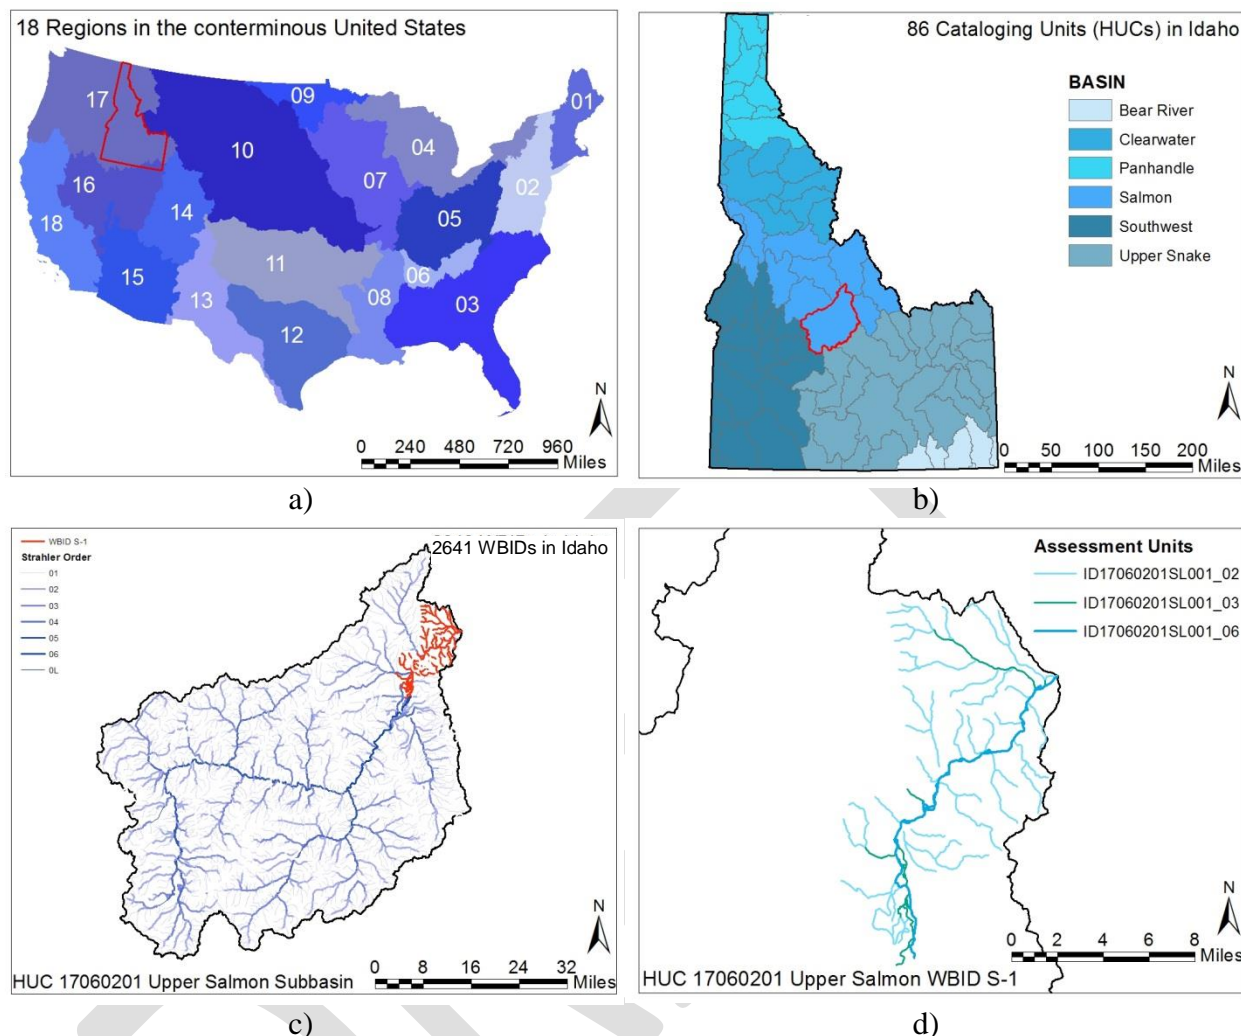 18 Regions in the conterminous United States
17
09
01
10
04
16
07
02
14
05
18
11
06
15
13
08
03
12
N
0 240 480 720 960
Miles
a)
86 Cataloging Units (HUCs) in Idaho
BASIN
Bear River
Clearwater
Panhandle
Salmon
Southwest
Upper Snake
N
0 50 100 150 200
Miles
b)
WBID S-1
Strahler Order
01
02
03
04
05
06
0L
2641 WBIDs in Idaho
N
0 8 16 24 32
Miles
HUC 17060201 Upper Salmon Subbasin
c)
Assessment Units
ID17060201SL001_02
ID17060201SL001_03
ID17060201SL001_06
N
0 2 4 6 8
Miles
HUC 17060201 Upper Salmon WBID S-1
d)